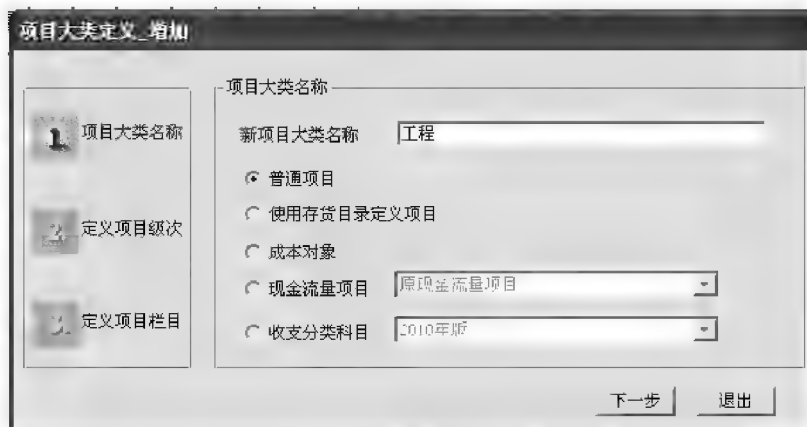 项目大类定义_增加
1 项目大类名称
2 定义项目级次
3 定义项目栏目
项目大类名称
新项目大类名称 工程
普通项目
使用存货目录定义项目
成本对象
现金流量项目 原现金流量项目
收支分类科目 2010年版
下一步 退出